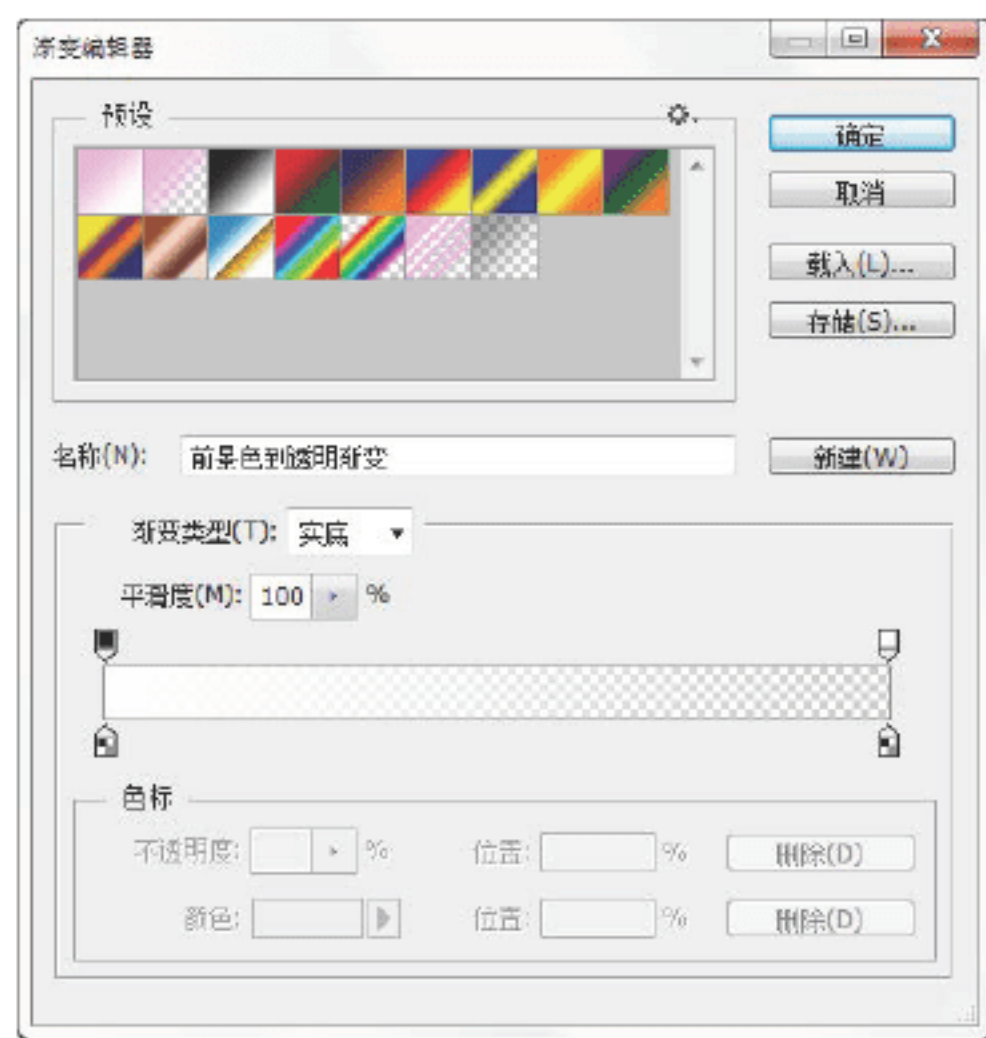 渐变编辑器
预设
确定
取消
载入(L)...
存储(S)...
名称(N): 前景色到透明渐变
新建(W)
渐变类型(T): 实底
平滑度(M): 100 %
色标
不透明度: % 位置: % 删除(D)
颜色: 位置: % 删除(D)